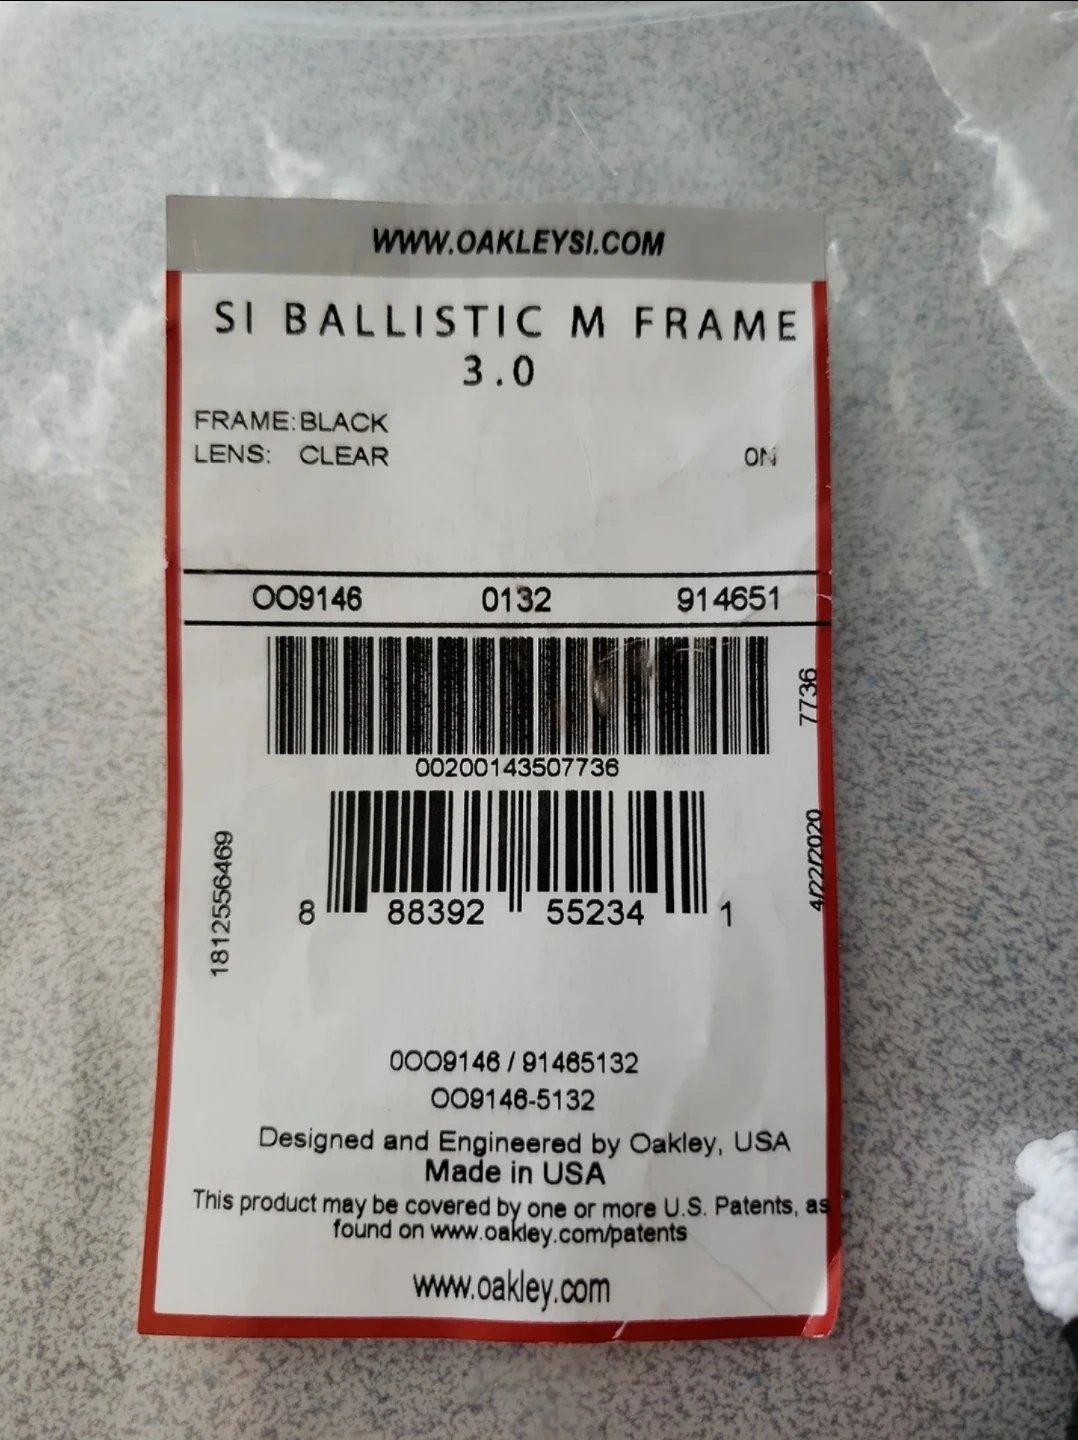 WWW.OAKLEYSI.COM
SI BALLISTIC M FRAME
3.0
FRAME: BLACK
LENS: CLEAR 0N
OO9146 0132 914651
7736
00200143507736
4/22/2020
1812556469
8 88392 55234 1
0OO9146 / 91465132
OO9146-5132
Designed and Engineered by Oakley, USA
Made in USA
This product may be covered by one or more U.S. Patents, as
found on www.oakley.com/patents
www.oakley.com